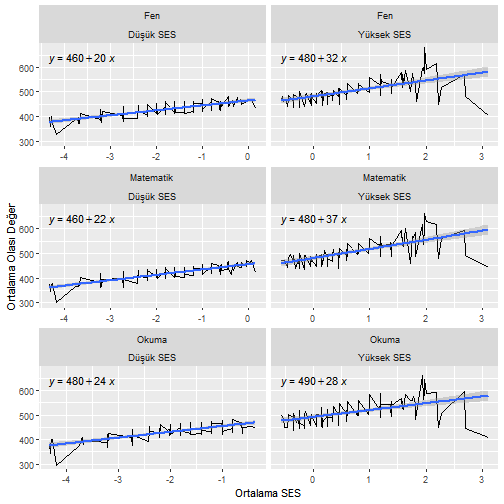 Fen
Fen
Düşük SES
Yüksek SES
y = 460 + 20 x
y = 480 + 32 x
600
500
400
300
-4
-3
-2
-1
0
0
1
2
3
Matematik
Matematik
Düşük SES
Yüksek SES
y = 460 + 22 x
y = 480 + 37 x
600
500
400
300
-4
-3
-2
-1
0
0
1
2
3
Okuma
Okuma
Düşük SES
Yüksek SES
y = 480 + 24 x
y = 490 + 28 x
600
500
400
300
-4
-3
-2
-1
0
1
2
3
Ortalama Olası Değer
Ortalama SES